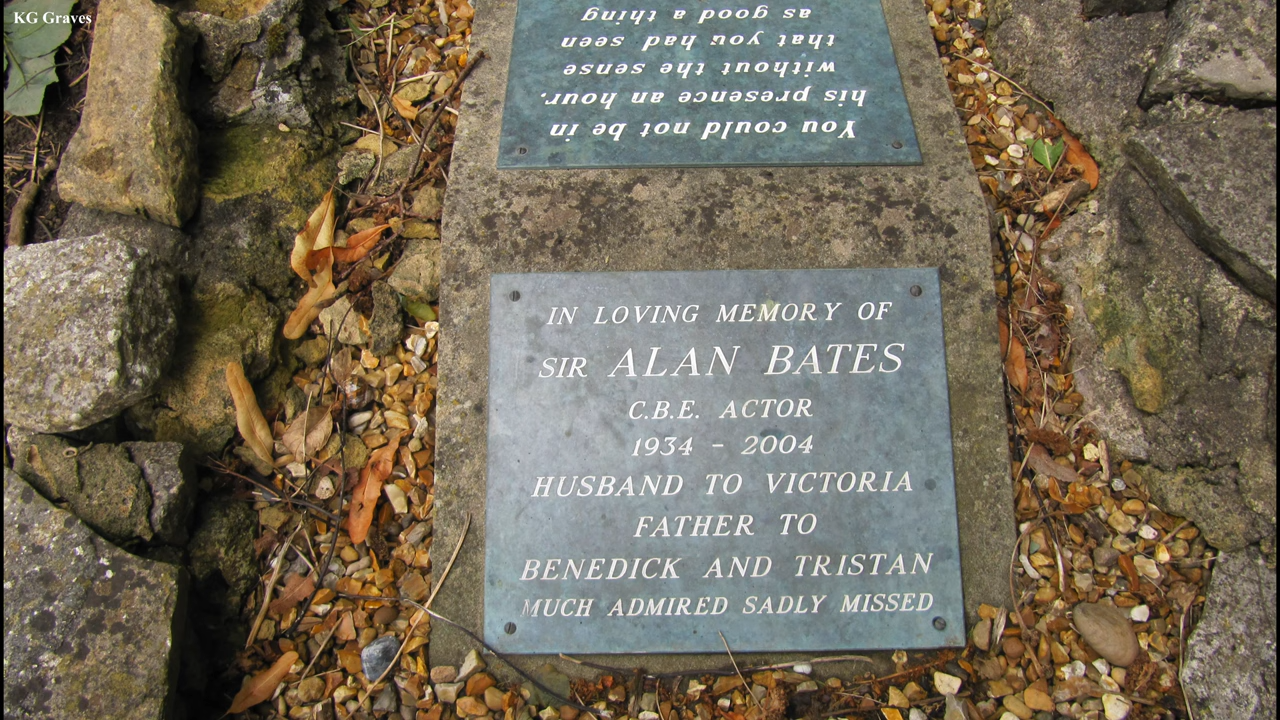 KG Graves
You could not be in
his presence an hour,
without the sense
that you had seen
as good a thing
IN LOVING MEMORY OF
SIR ALAN BATES
C.B.E. ACTOR
1934 - 2004
HUSBAND TO VICTORIA
FATHER TO
BENEDICK AND TRISTAN
MUCH ADMIRED SADLY MISSED